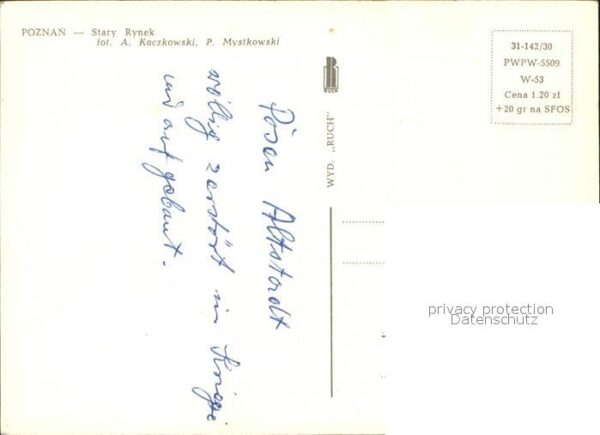 POZNAŃ — Stary Rynek
fot. A. Kaczkowski, P. Mystkowski
Posen Altstadt
völlig zerstört im Kriege
und aufgebaut.
WYD. „RUCH"
31-142/30
PWPW-5509
W-53
Cena 1.20 zł
+20 gr na SFOS
privacy protection
Datenschutz